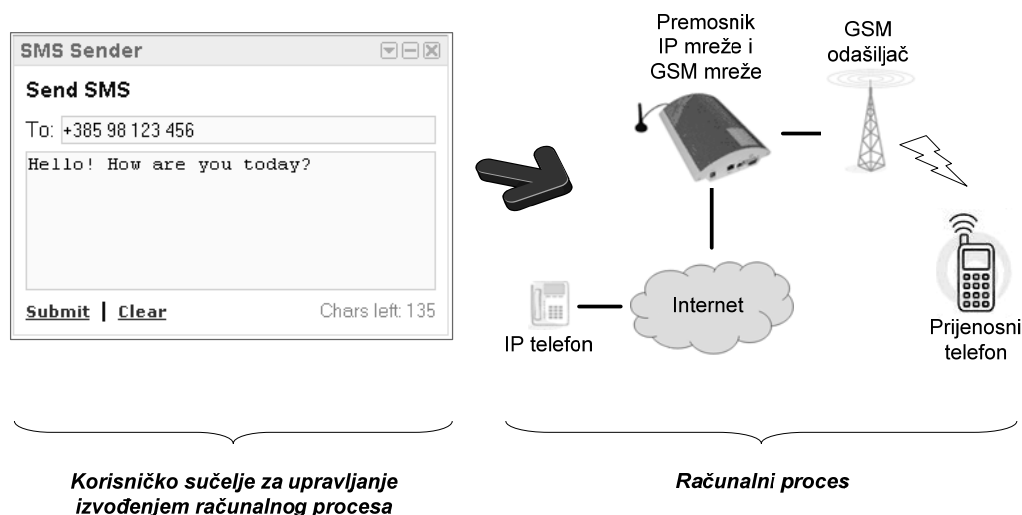 SMS Sender
Send SMS
To: +385 98 123 456
Hello! How are you today?
Submit | Clear
Chars left: 135
Premosnik
IP mreže i
GSM mreže
GSM
odašiljač
Internet
IP telefon
Prijenosni
telefon
Korisničko sučelje za upravljanje
izvođenjem računalnog procesa
Računalni proces